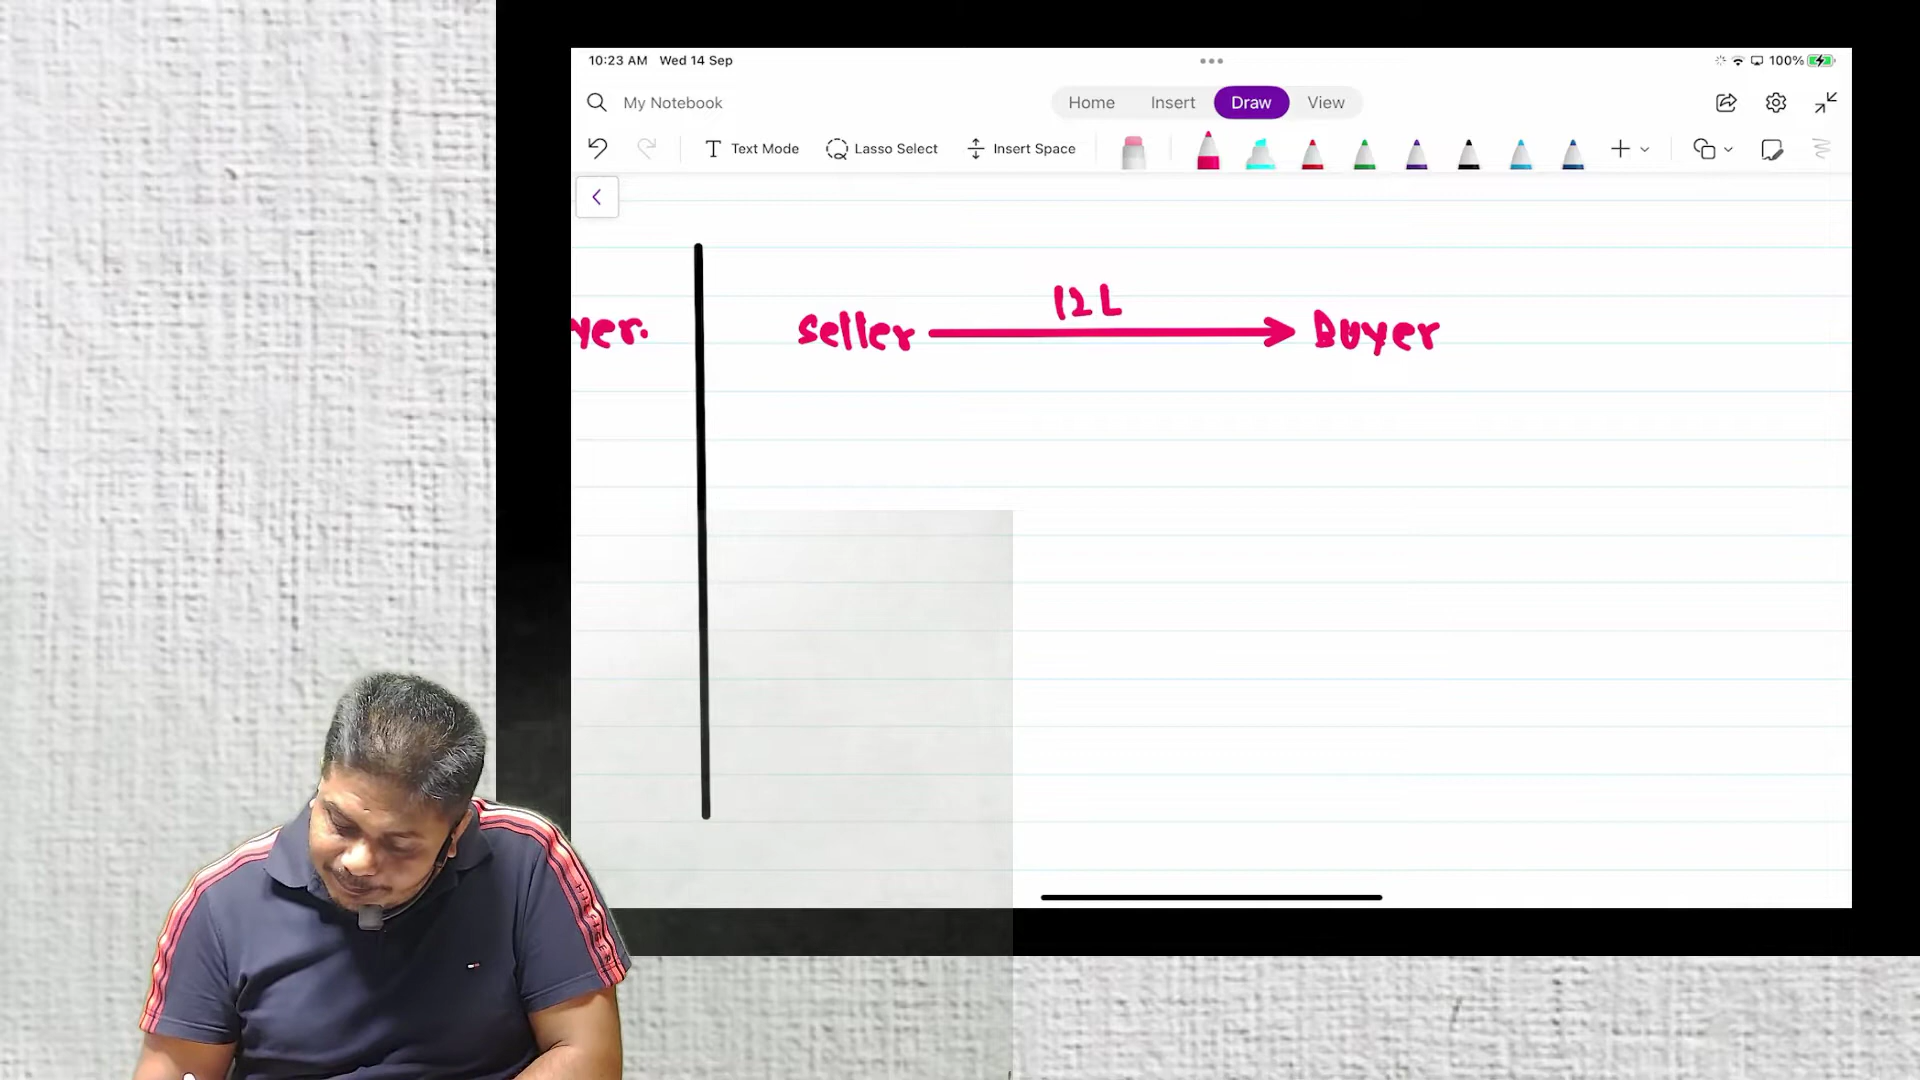 10:23 AM Wed 14 Sep
100%
My Notebook
Home Insert Draw View
Text Mode Lasso Select Insert Space
12L
yer. Seller Buyer